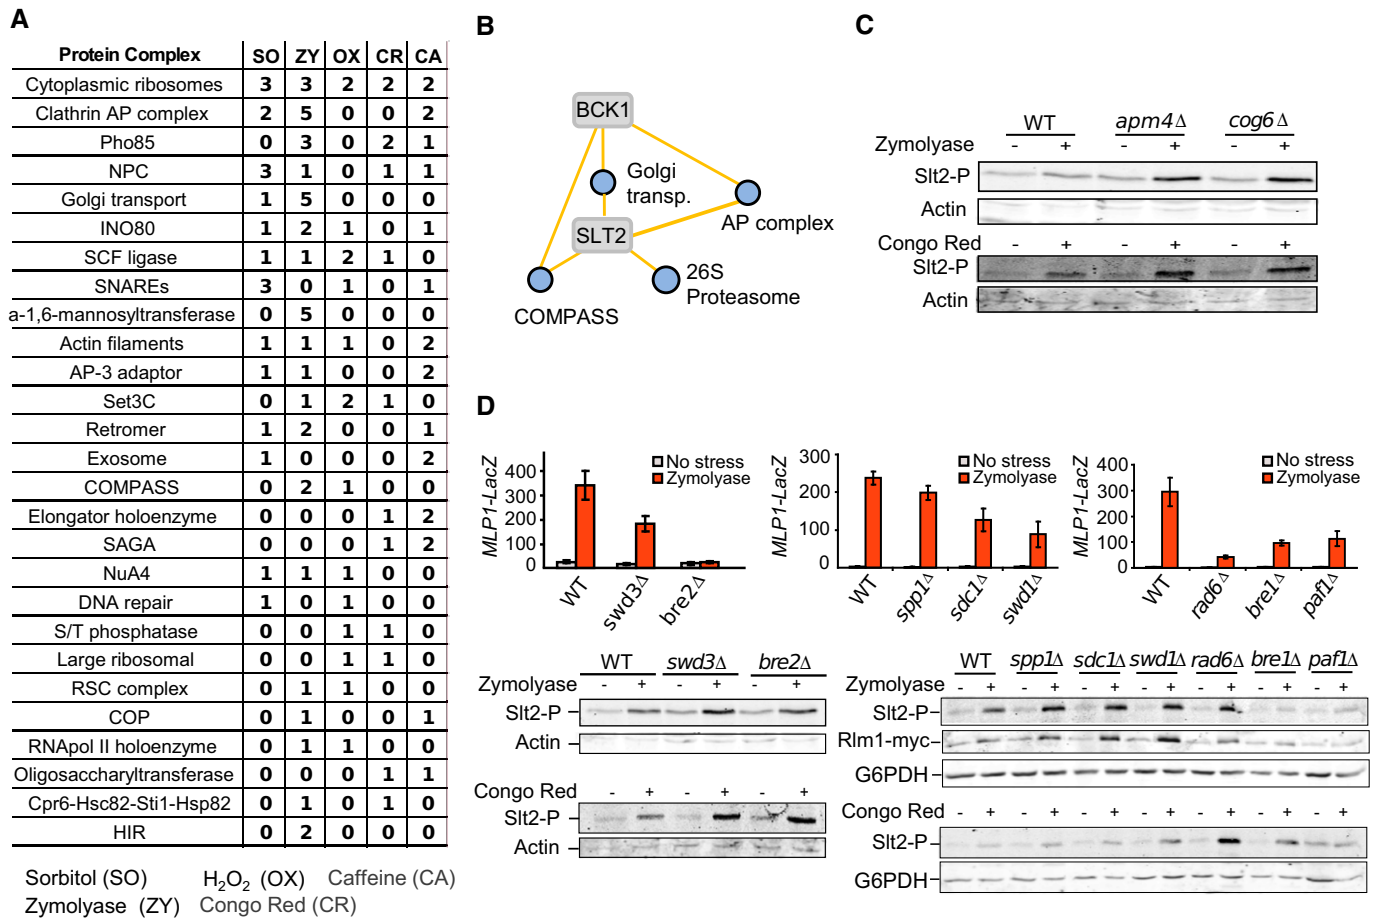 A
Protein Complex SO ZY OX CR CA
Cytoplasmic ribosomes 3 3 2 2 2
Clathrin AP complex 2 5 0 0 2
Pho85 0 3 0 2 1
NPC 3 1 0 1 1
Golgi transport 1 5 0 0 0
INO80 1 2 1 0 1
SCF ligase 1 1 2 1 0
SNAREs 3 0 1 0 1
a-1,6-mannosyltransferase 0 5 0 0 0
Actin filaments 1 1 1 0 2
AP-3 adaptor 1 1 0 0 2
Set3C 0 1 2 1 0
Retromer 1 2 0 0 1
Exosome 1 0 0 0 2
COMPASS 0 2 1 0 0
Elongator holoenzyme 0 0 0 1 2
SAGA 0 0 0 1 2
NuA4 1 1 1 0 0
DNA repair 1 0 1 0 0
S/T phosphatase 0 0 1 1 0
Large ribosomal 0 0 1 1 0
RSC complex 0 1 1 0 0
COP 0 1 0 0 1
RNApol II holoenzyme 0 1 1 0 0
Oligosaccharyltransferase 0 0 0 1 1
Cpr6-Hsc82-Sti1-Hsp82 0 1 0 1 0
HIR 0 2 0 0 0
Sorbitol (SO) H2O2 (OX) Caffeine (CA)
Zymolyase (ZY) Congo Red (CR)
B
BCK1
Golgi
transp.
AP complex
SLT2
26S
Proteasome
COMPASS
C
WT apm4Δ cog6Δ
Zymolyase - + - + - +
Slt2-P
Actin
Congo Red - + - + - +
Slt2-P
Actin
D
MLP1-LacZ
400
300
200
100
0
No stress
Zymolyase
WT swd3Δ bre2Δ
MLP1-LacZ
300
200
100
0
No stress
Zymolyase
WT spp1Δ sdc1Δ swd1Δ
MLP1-LacZ
400
300
200
100
0
No stress
Zymolyase
WT rad6Δ bre1Δ paf1Δ
WT swd3Δ bre2Δ
Zymolyase - + - + - +
Slt2-P
Actin
Congo Red - + - + - +
Slt2-P
Actin
WT spp1Δ sdc1Δ swd1Δ rad6Δ bre1Δ paf1Δ
Zymolyase - + - + - + - + - + - + - +
Slt2-P
Rlm1-myc
G6PDH
Congo Red - + - + - + - + - + - + - +
Slt2-P
G6PDH